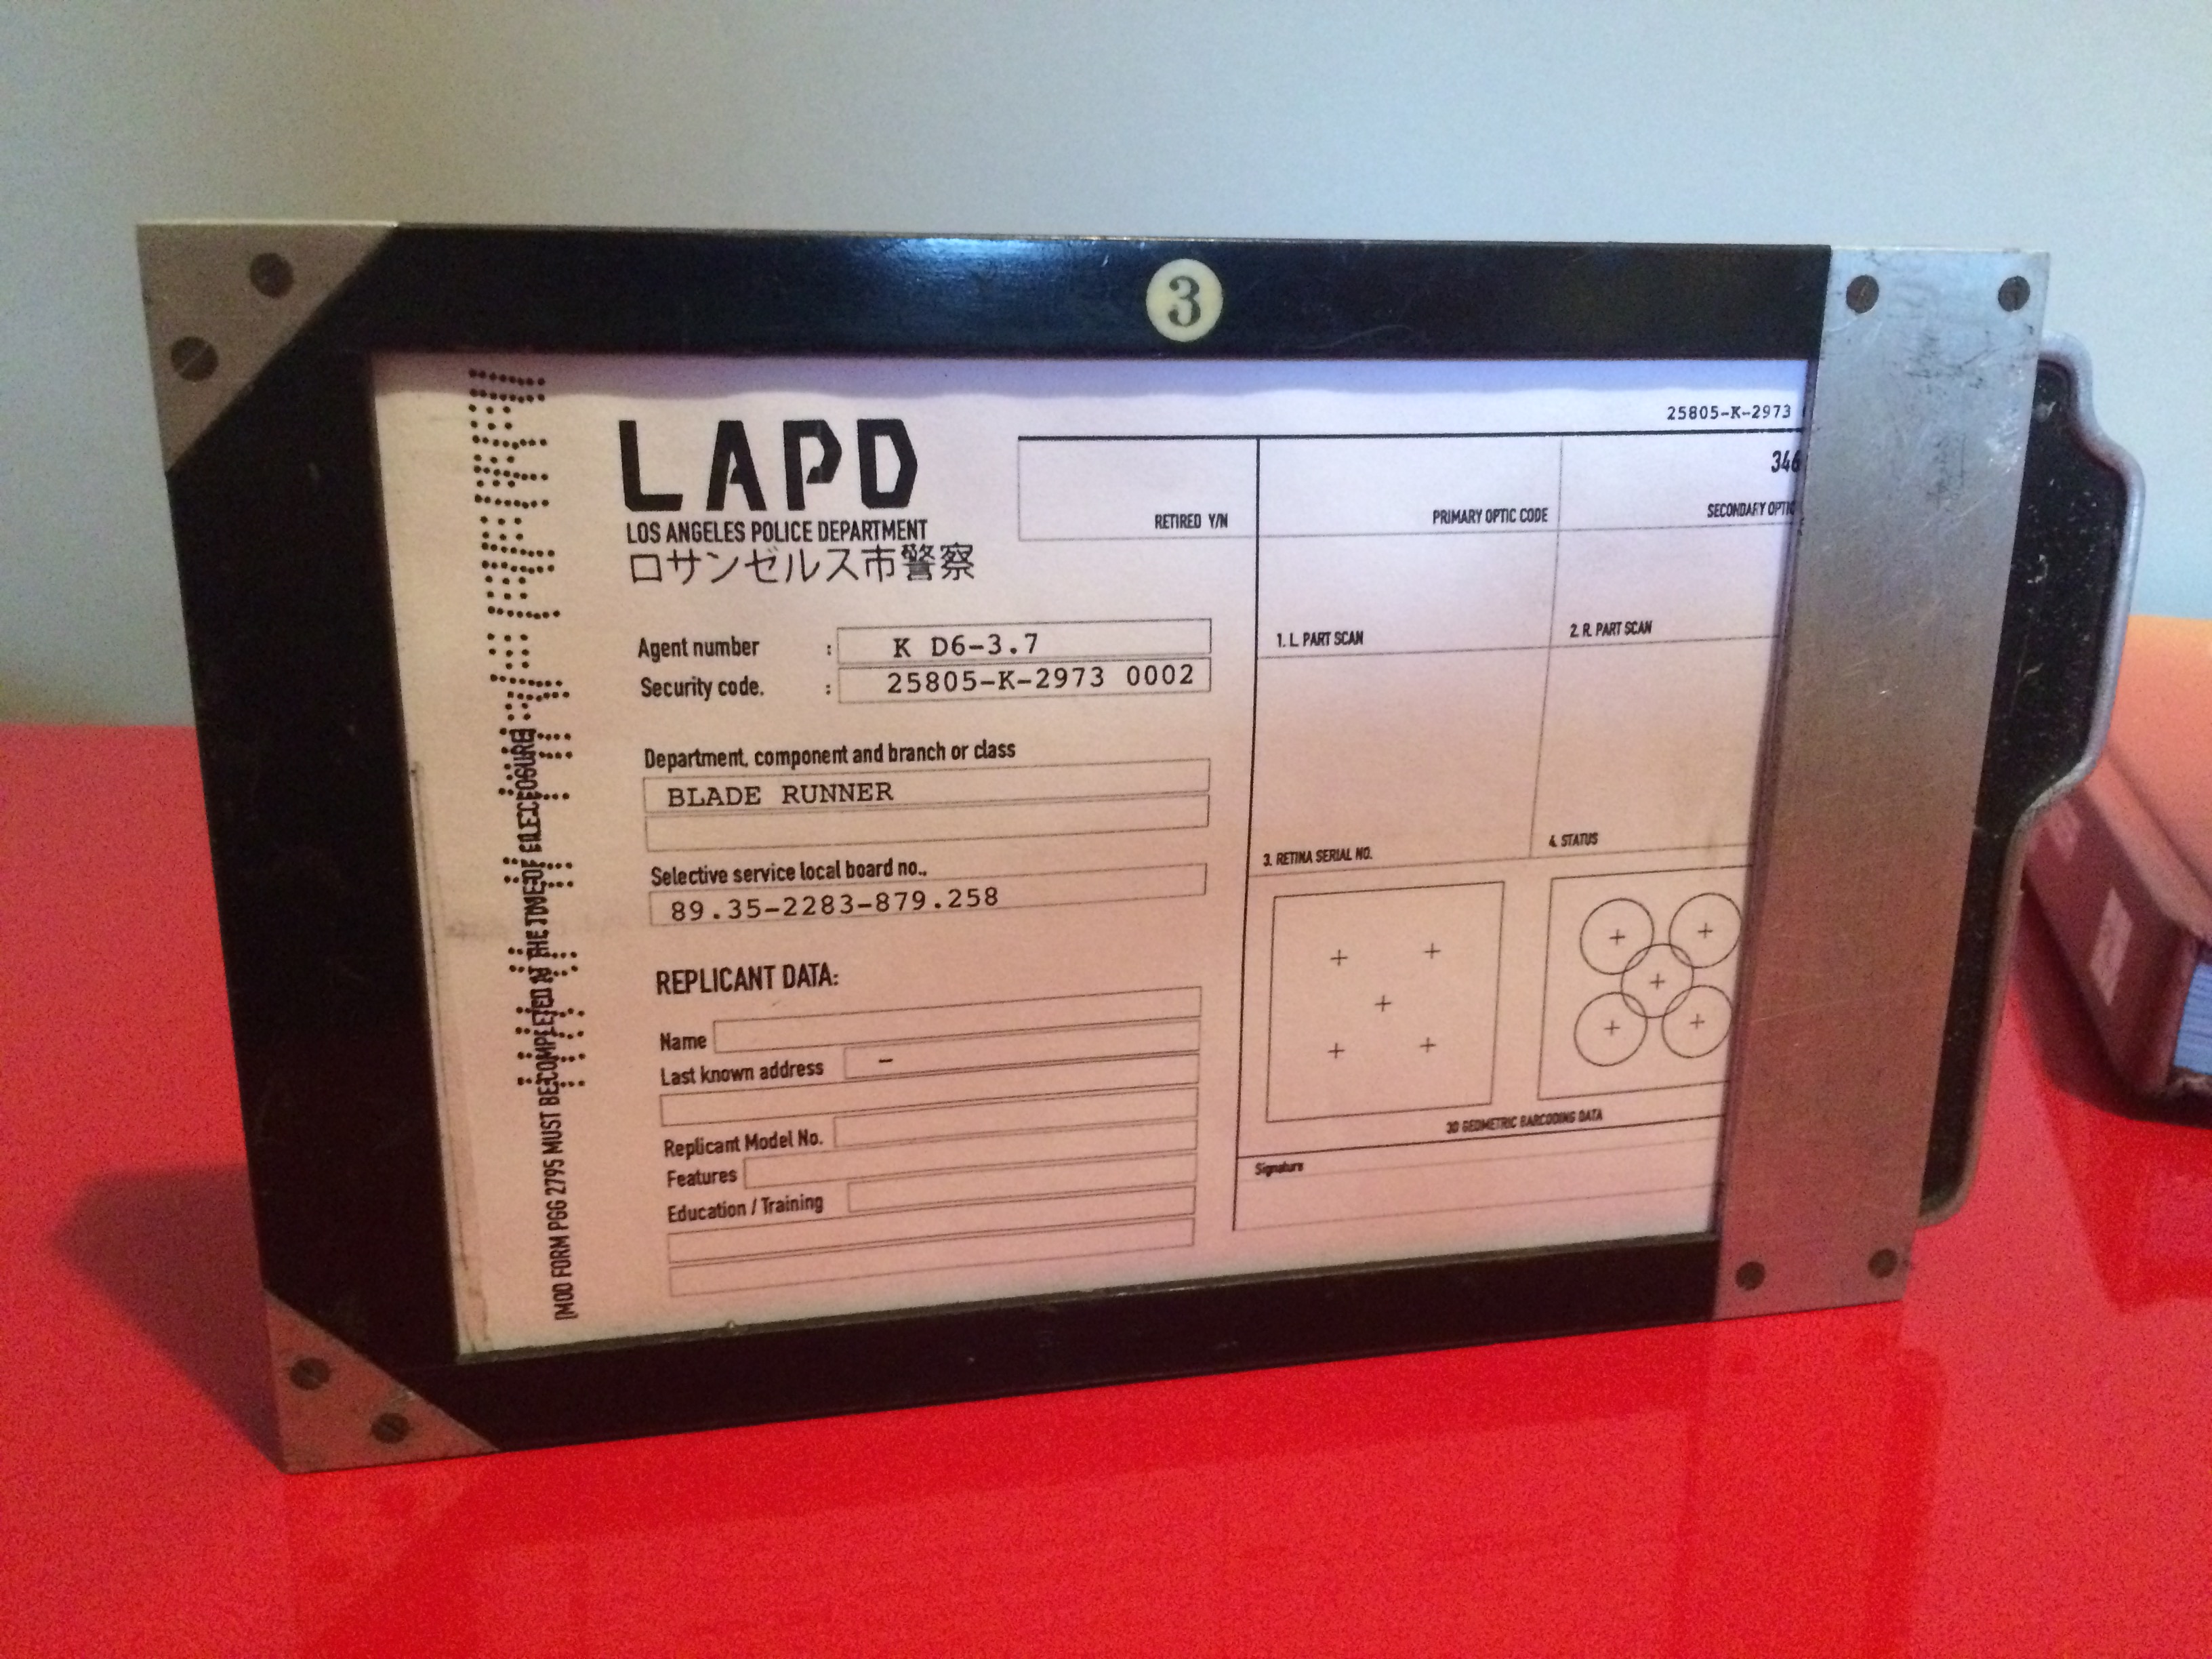 3
25805-K-2973
LAPD
LOS ANGELES POLICE DEPARTMENT
ロサンゼルス市警察
346
RETIRED Y/N
PRIMARY OPTIC CODE
SECONDARY
Agent number : K D6-3.7
Security code. : 25805-K-2973 0002
1. L. PART SCAN
2. R. PART SCAN
Department, component and branch or class
BLADE RUNNER
Selective service local board no.,
89.35-2283-879.258
3. RETINA SERIAL NO.
4. STATUS
REPLICANT DATA:
Name
Last known address –
Replicant Model No.
Features
Education / Training
3D GEOMETRIC BARCODING DATA
Signature
(MOD FORM PGG 2795 MUST BE COMPLETED AT THE TIME OF